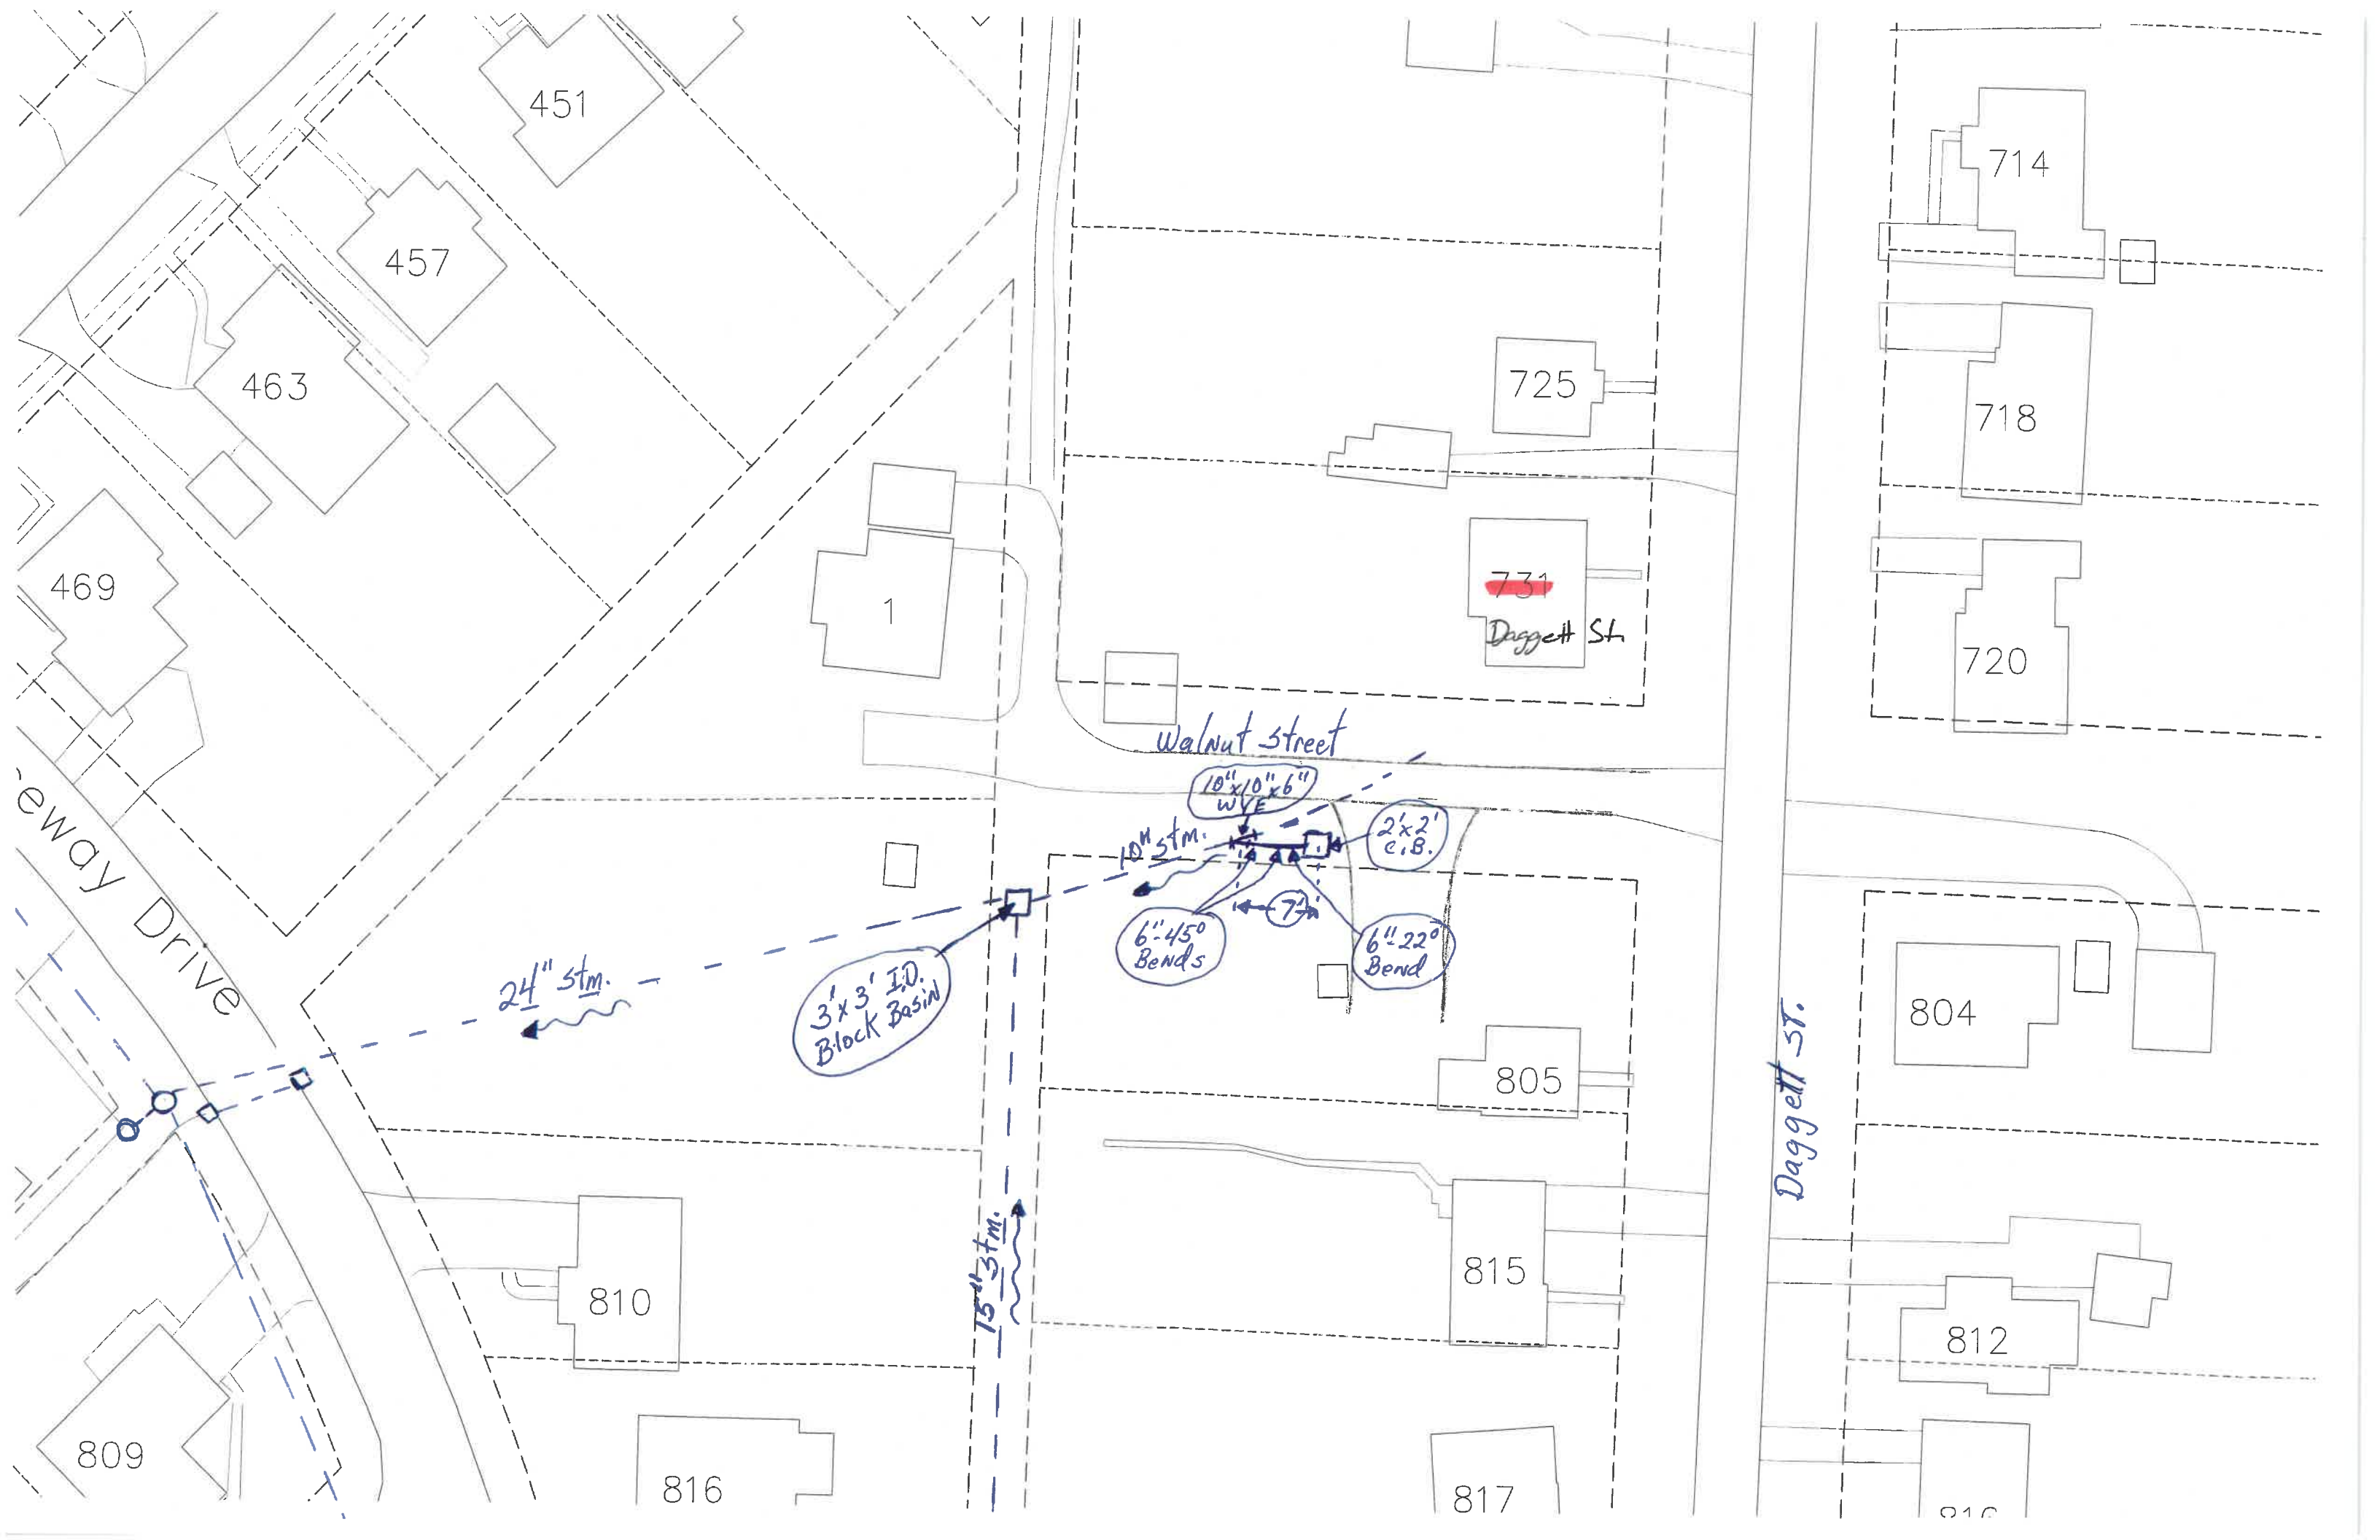 451
714
457
463
725
718
469
1
731
Daggett St.
720
Walnut Street
10"x10"x6"
WYE
2'x2'
C.B.
10" stm.
7'
6"-45°
Bends
6"-22°
Bend
eway Drive
24" stm.
3'x3' I.D.
Block Basin
804
805
Daggett St.
15" stm.
815
810
812
809
816
817